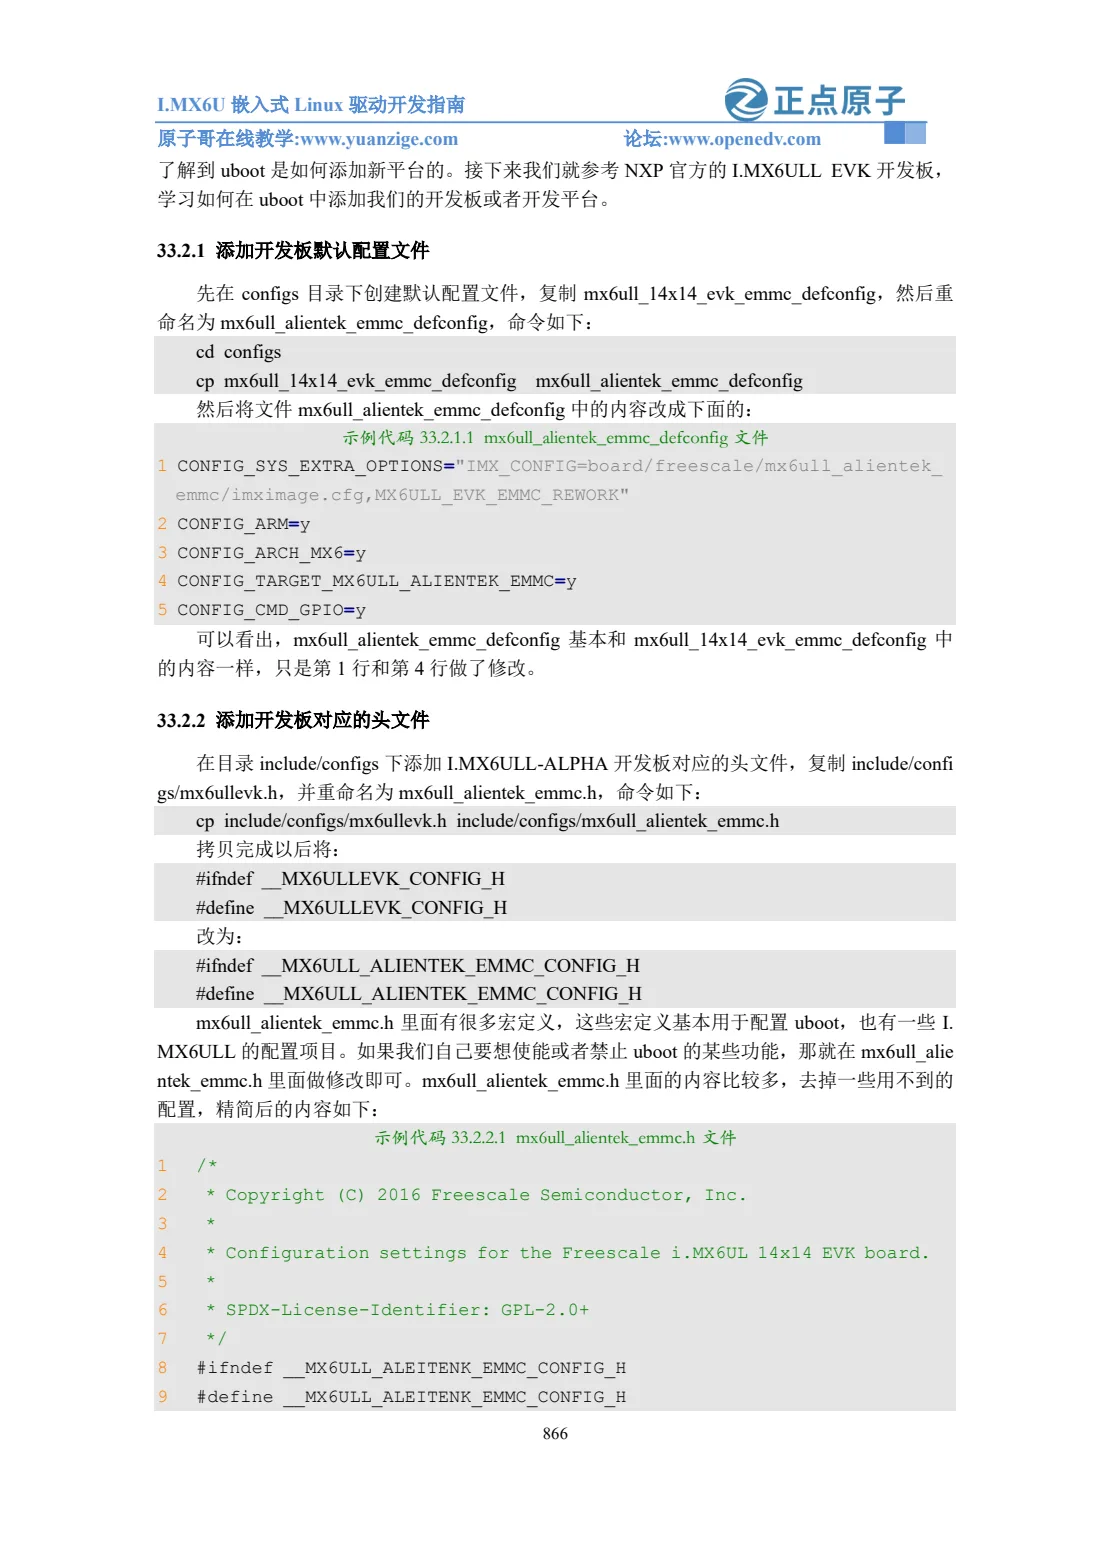 I.MX6U 嵌入式 Linux 驱动开发指南
正点原子
原子哥在线教学:www.yuanzige.com 论坛:www.openedv.com
了解到 uboot 是如何添加新平台的。接下来我们就参考 NXP 官方的 I.MX6ULL EVK 开发板，
学习如何在 uboot 中添加我们的开发板或者开发平台。
33.2.1 添加开发板默认配置文件
先在 configs 目录下创建默认配置文件，复制 mx6ull_14x14_evk_emmc_defconfig，然后重
命名为 mx6ull_alientek_emmc_defconfig，命令如下：
cd configs
cp mx6ull_14x14_evk_emmc_defconfig mx6ull_alientek_emmc_defconfig
然后将文件 mx6ull_alientek_emmc_defconfig 中的内容改成下面的：
示例代码 33.2.1.1 mx6ull_alientek_emmc_defconfig 文件
1 CONFIG_SYS_EXTRA_OPTIONS="IMX_CONFIG=board/freescale/mx6ull_alientek_
emmc/imximage.cfg,MX6ULL_EVK_EMMC_REWORK"
2 CONFIG_ARM=y
3 CONFIG_ARCH_MX6=y
4 CONFIG_TARGET_MX6ULL_ALIENTEK_EMMC=y
5 CONFIG_CMD_GPIO=y
可以看出，mx6ull_alientek_emmc_defconfig 基本和 mx6ull_14x14_evk_emmc_defconfig 中
的内容一样，只是第 1 行和第 4 行做了修改。
33.2.2 添加开发板对应的头文件
在目录 include/configs 下添加 I.MX6ULL-ALPHA 开发板对应的头文件，复制 include/confi
gs/mx6ullevk.h，并重命名为 mx6ull_alientek_emmc.h，命令如下：
cp include/configs/mx6ullevk.h include/configs/mx6ull_alientek_emmc.h
拷贝完成以后将：
#ifndef __MX6ULLEVK_CONFIG_H
#define __MX6ULLEVK_CONFIG_H
改为：
#ifndef __MX6ULL_ALIENTEK_EMMC_CONFIG_H
#define __MX6ULL_ALIENTEK_EMMC_CONFIG_H
mx6ull_alientek_emmc.h 里面有很多宏定义，这些宏定义基本用于配置 uboot，也有一些 I.
MX6ULL 的配置项目。如果我们自己要想使能或者禁止 uboot 的某些功能，那就在 mx6ull_alie
ntek_emmc.h 里面做修改即可。mx6ull_alientek_emmc.h 里面的内容比较多，去掉一些用不到的
配置，精简后的内容如下：
示例代码 33.2.2.1 mx6ull_alientek_emmc.h 文件
1 /*
2 * Copyright (C) 2016 Freescale Semiconductor, Inc.
3 *
4 * Configuration settings for the Freescale i.MX6UL 14x14 EVK board.
5 *
6 * SPDX-License-Identifier: GPL-2.0+
7 */
8 #ifndef __MX6ULL_ALEITENK_EMMC_CONFIG_H
9 #define __MX6ULL_ALEITENK_EMMC_CONFIG_H
866